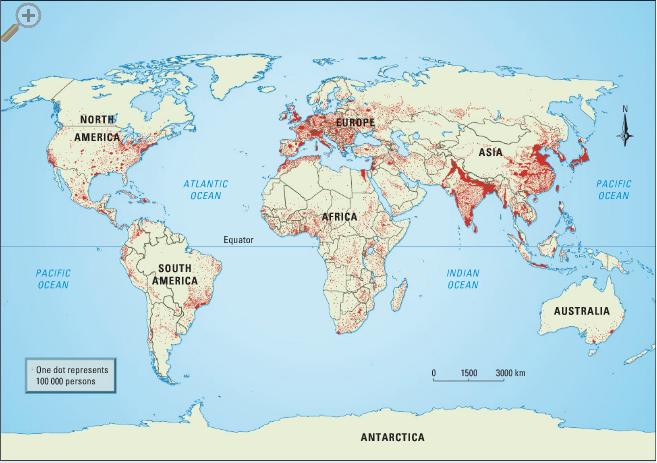 NORTH
AMERICA
EUROPE
ASIA
N
ATLANTIC
OCEAN
PACIFIC
OCEAN
AFRICA
Equator
PACIFIC
OCEAN
SOUTH
AMERICA
INDIAN
OCEAN
AUSTRALIA
One dot represents
100 000 persons
0 1500 3000 km
ANTARCTICA